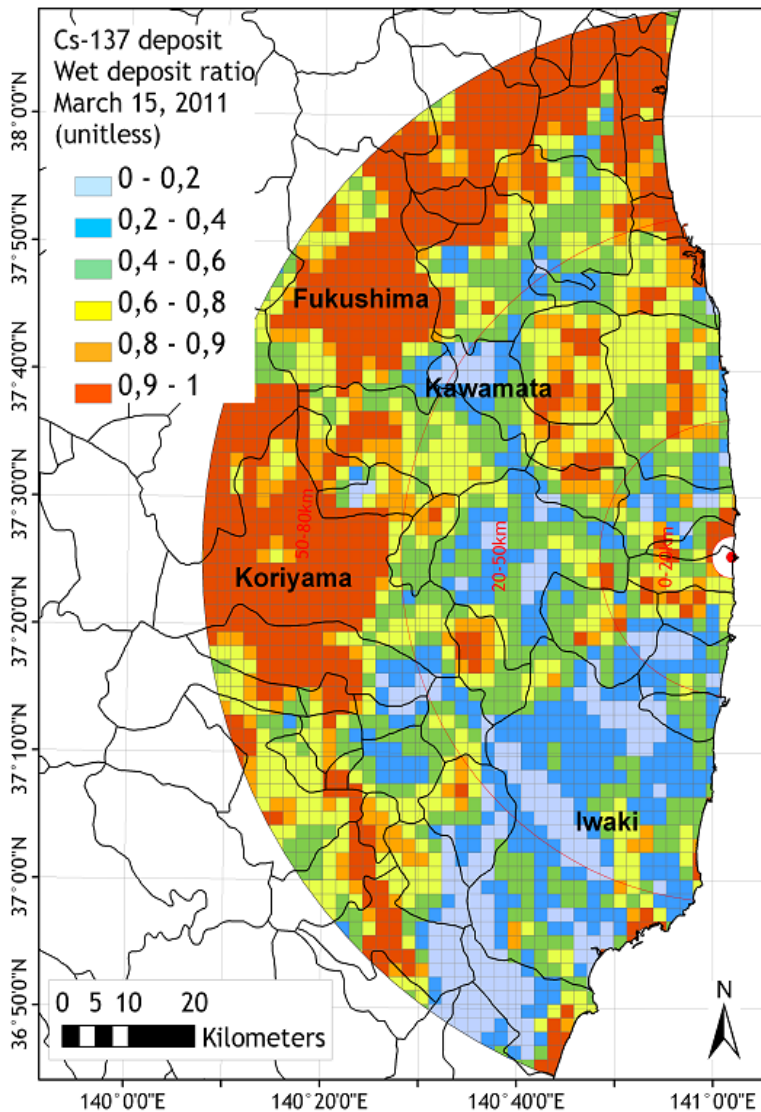 Cs-137 deposit
Wet deposit ratio
March 15, 2011
(unitless)
0 - 0,2
0,2 - 0,4
0,4 - 0,6
0,6 - 0,8
0,8 - 0,9
0,9 - 1
38°0'0"N
37°50'0"N
37°40'0"N
37°30'0"N
37°20'0"N
37°10'0"N
37°0'0"N
36°50'0"N
Fukushima
Kawamata
50-80km
20-50km
0-20km
Koriyama
Iwaki
0 5 10 20
Kilometers
N
140°0'0"E
140°20'0"E
140°40'0"E
141°0'0"E